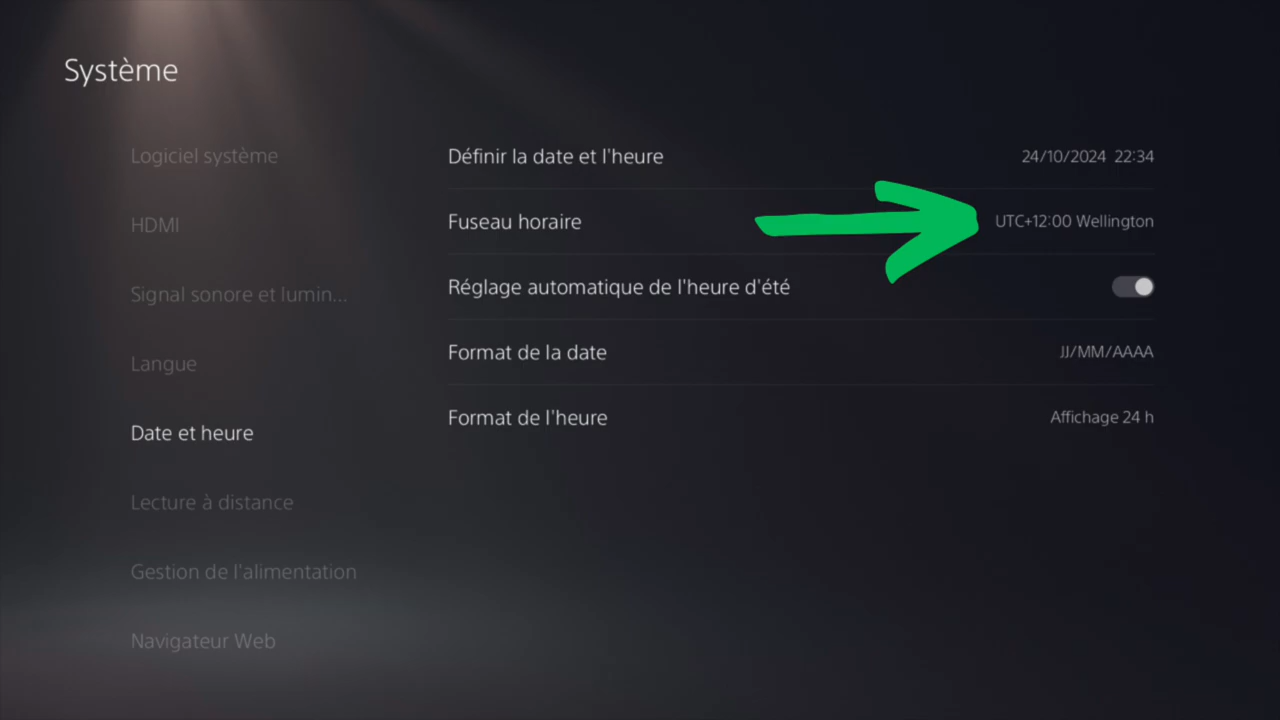 Système
Logiciel système
HDMI
Signal sonore et lumin...
Langue
Date et heure
Lecture à distance
Gestion de l'alimentation
Navigateur Web
Définir la date et l'heure 24/10/2024 22:34
Fuseau horaire UTC+12:00 Wellington
Réglage automatique de l'heure d'été
Format de la date JJ/MM/AAAA
Format de l'heure Affichage 24 h